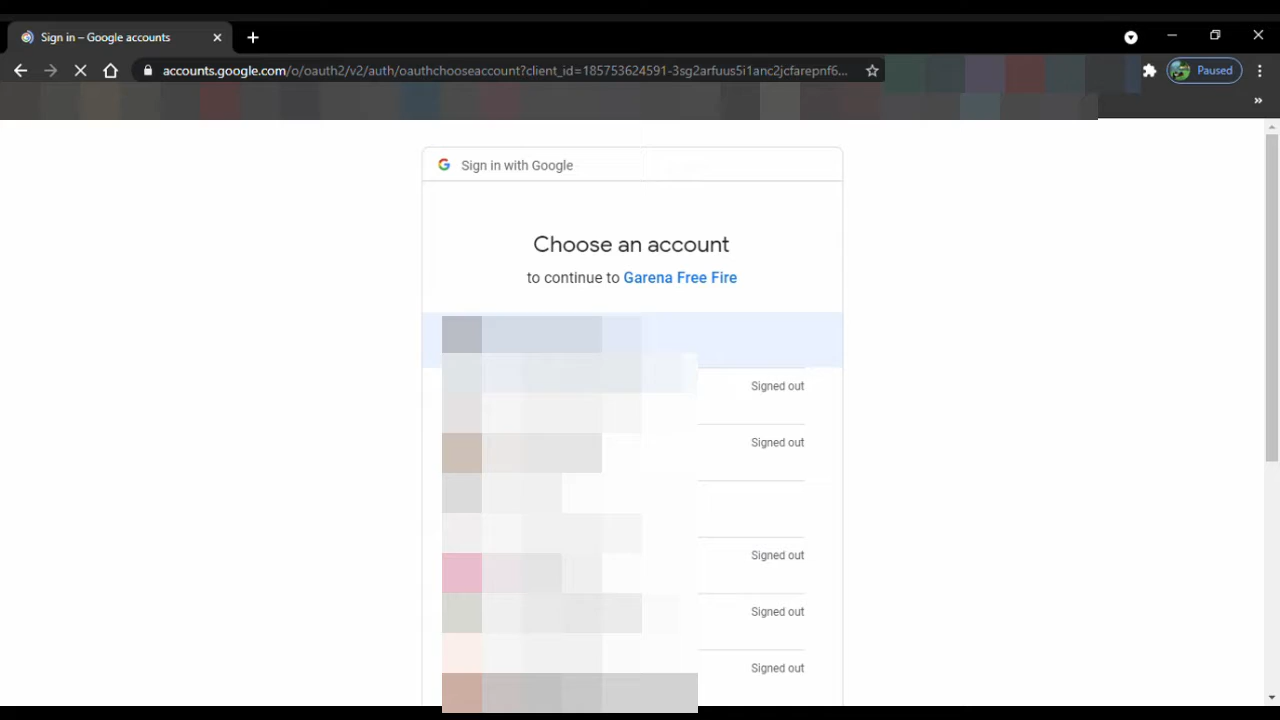 Sign in – Google accounts
accounts.google.com/o/oauth2/v2/auth/oauthchooseaccount?client_id=185753624591-3sg2arfuus5i1anc2jcfarepnf6...
Paused
Sign in with Google
Choose an account
to continue to Garena Free Fire
Signed out
Signed out
Signed out
Signed out
Signed out